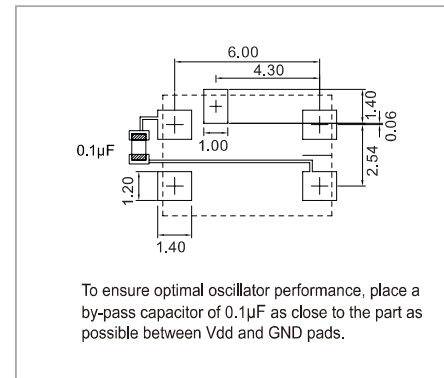 6.00
4.30
1.40
0.06
1.00
0.1µF
2.54
1.20
1.40
To ensure optimal oscillator performance, place a
by-pass capacitor of 0.1µF as close to the part as
possible between Vdd and GND pads.